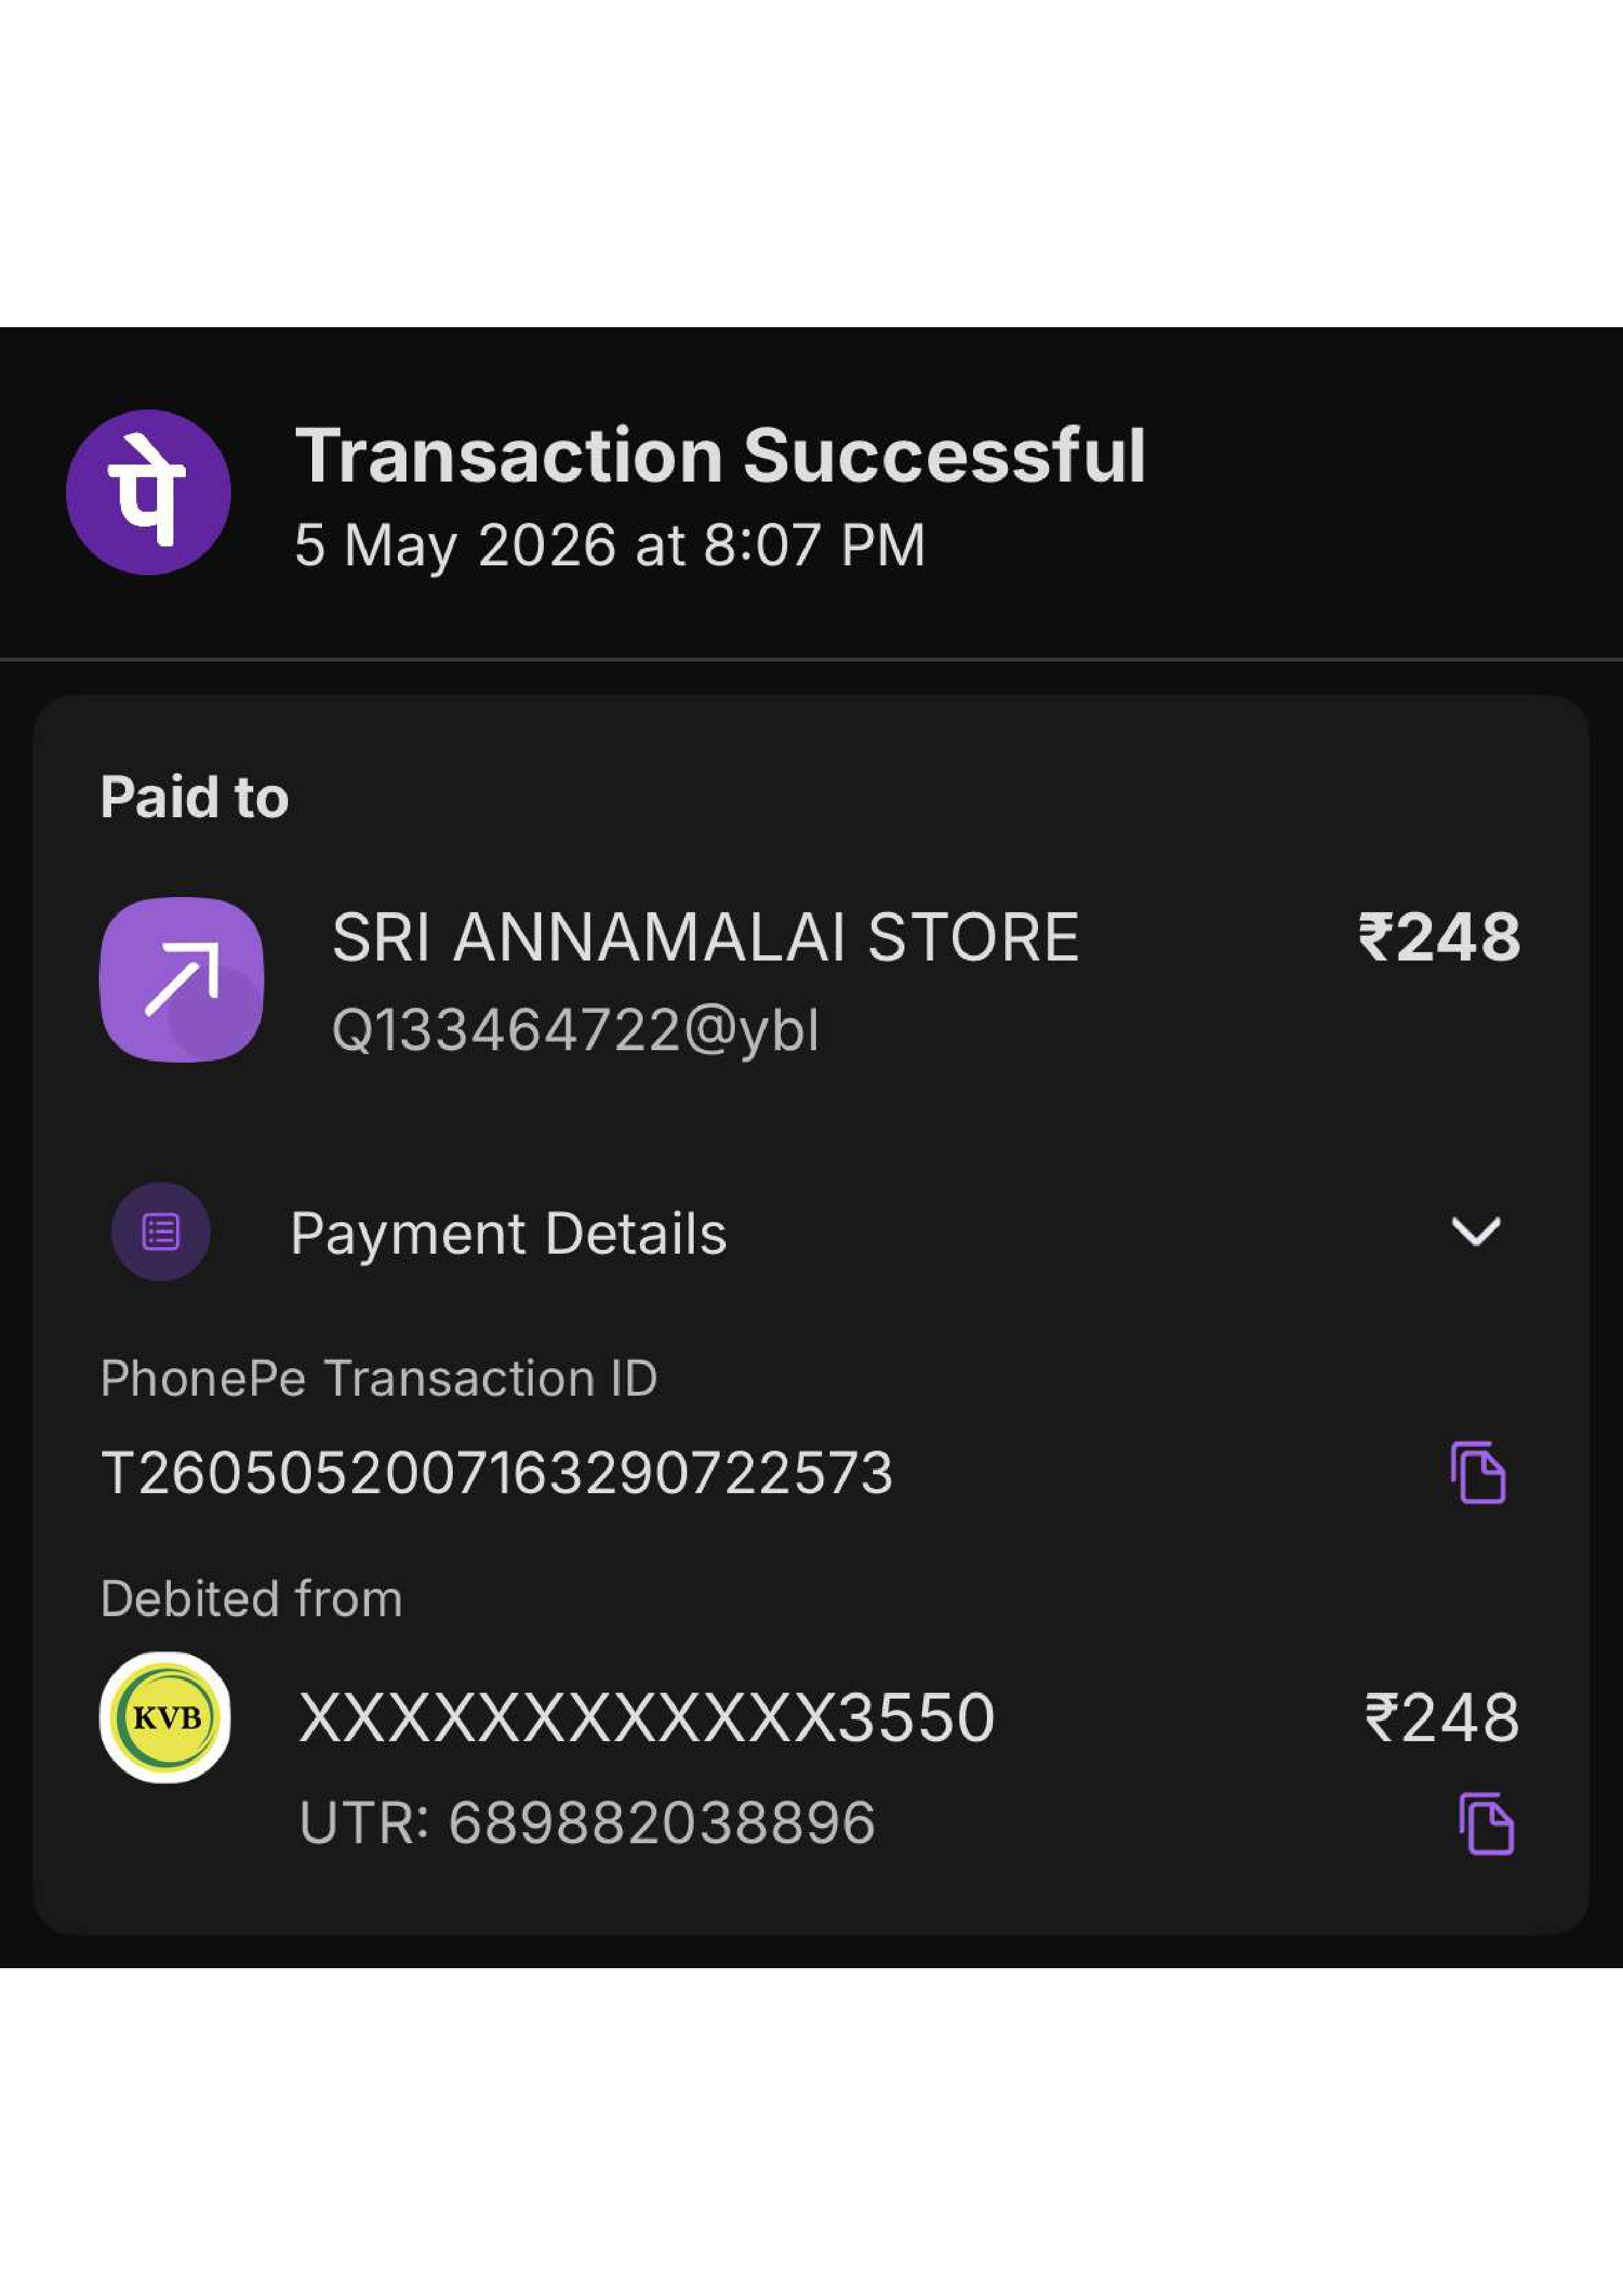 पे
Transaction Successful
5 May 2026 at 8:07 PM
Paid to
SRI ANNAMALAI STORE ₹248
Q133464722@ybl
Payment Details
PhonePe Transaction ID
T2605052007163290722573
Debited from
KVB XXXXXXXXXXXX3550 ₹248
UTR: 689882038896